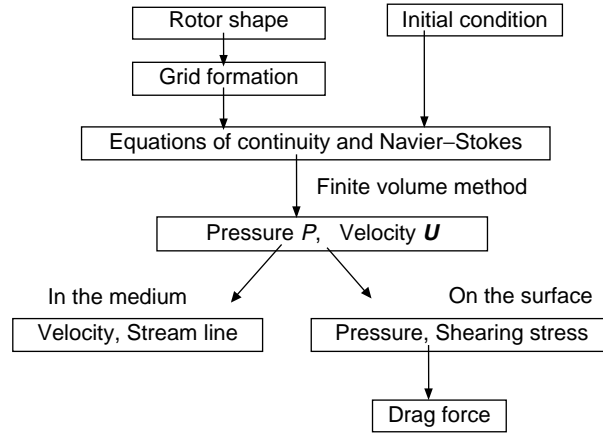 Rotor shape
Initial condition
Grid formation
Equations of continuity and Navier–Stokes
Finite volume method
Pressure P, Velocity U
In the medium
On the surface
Velocity, Stream line
Pressure, Shearing stress
Drag force